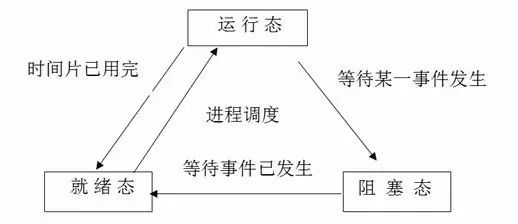 运行态
时间片已用完
等待某一事件发生
进程调度
等待事件已发生
就绪态
阻塞态